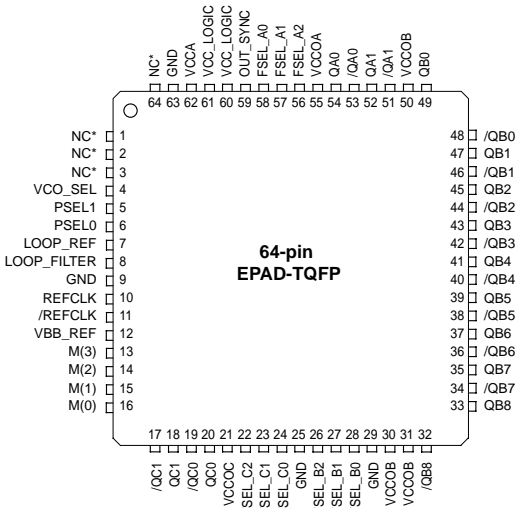 NC* GND VCCA VCC_LOGIC VCC_LOGIC OUT_SYNC FSEL_A0 FSEL_A1 FSEL_A2 VCCOA QA0 /QA0 QA1 /QA1 VCCOB QB0
64 63 62 61 60 59 58 57 56 55 54 53 52 51 50 49
NC* 1
NC* 2
NC* 3
VCO_SEL 4
PSEL1 5
PSEL0 6
LOOP_REF 7
LOOP_FILTER 8
GND 9
REFCLK 10
/REFCLK 11
VBB_REF 12
M(3) 13
M(2) 14
M(1) 15
M(0) 16
64-pin
EPAD-TQFP
48 /QB0
47 QB1
46 /QB1
45 QB2
44 /QB2
43 QB3
42 /QB3
41 QB4
40 /QB4
39 QB5
38 /QB5
37 QB6
36 /QB6
35 QB7
34 /QB7
33 QB8
17 18 19 20 21 22 23 24 25 26 27 28 29 30 31 32
/QC1 QC1 /QC0 QC0 VCCOC SEL_C2 SEL_C1 SEL_C0 GND SEL_B2 SEL_B1 SEL_B0 GND VCCOB VCCOB /QB8